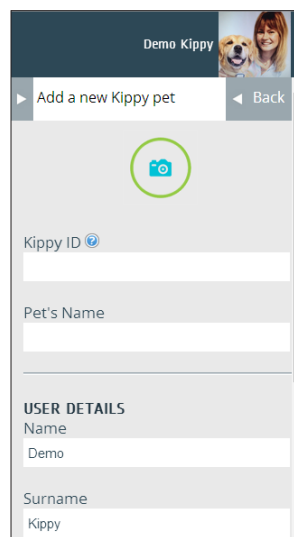 Demo Kippy
Add a new Kippy pet
Back
Kippy ID
Pet's Name
USER DETAILS
Name
Demo
Surname
Kippy